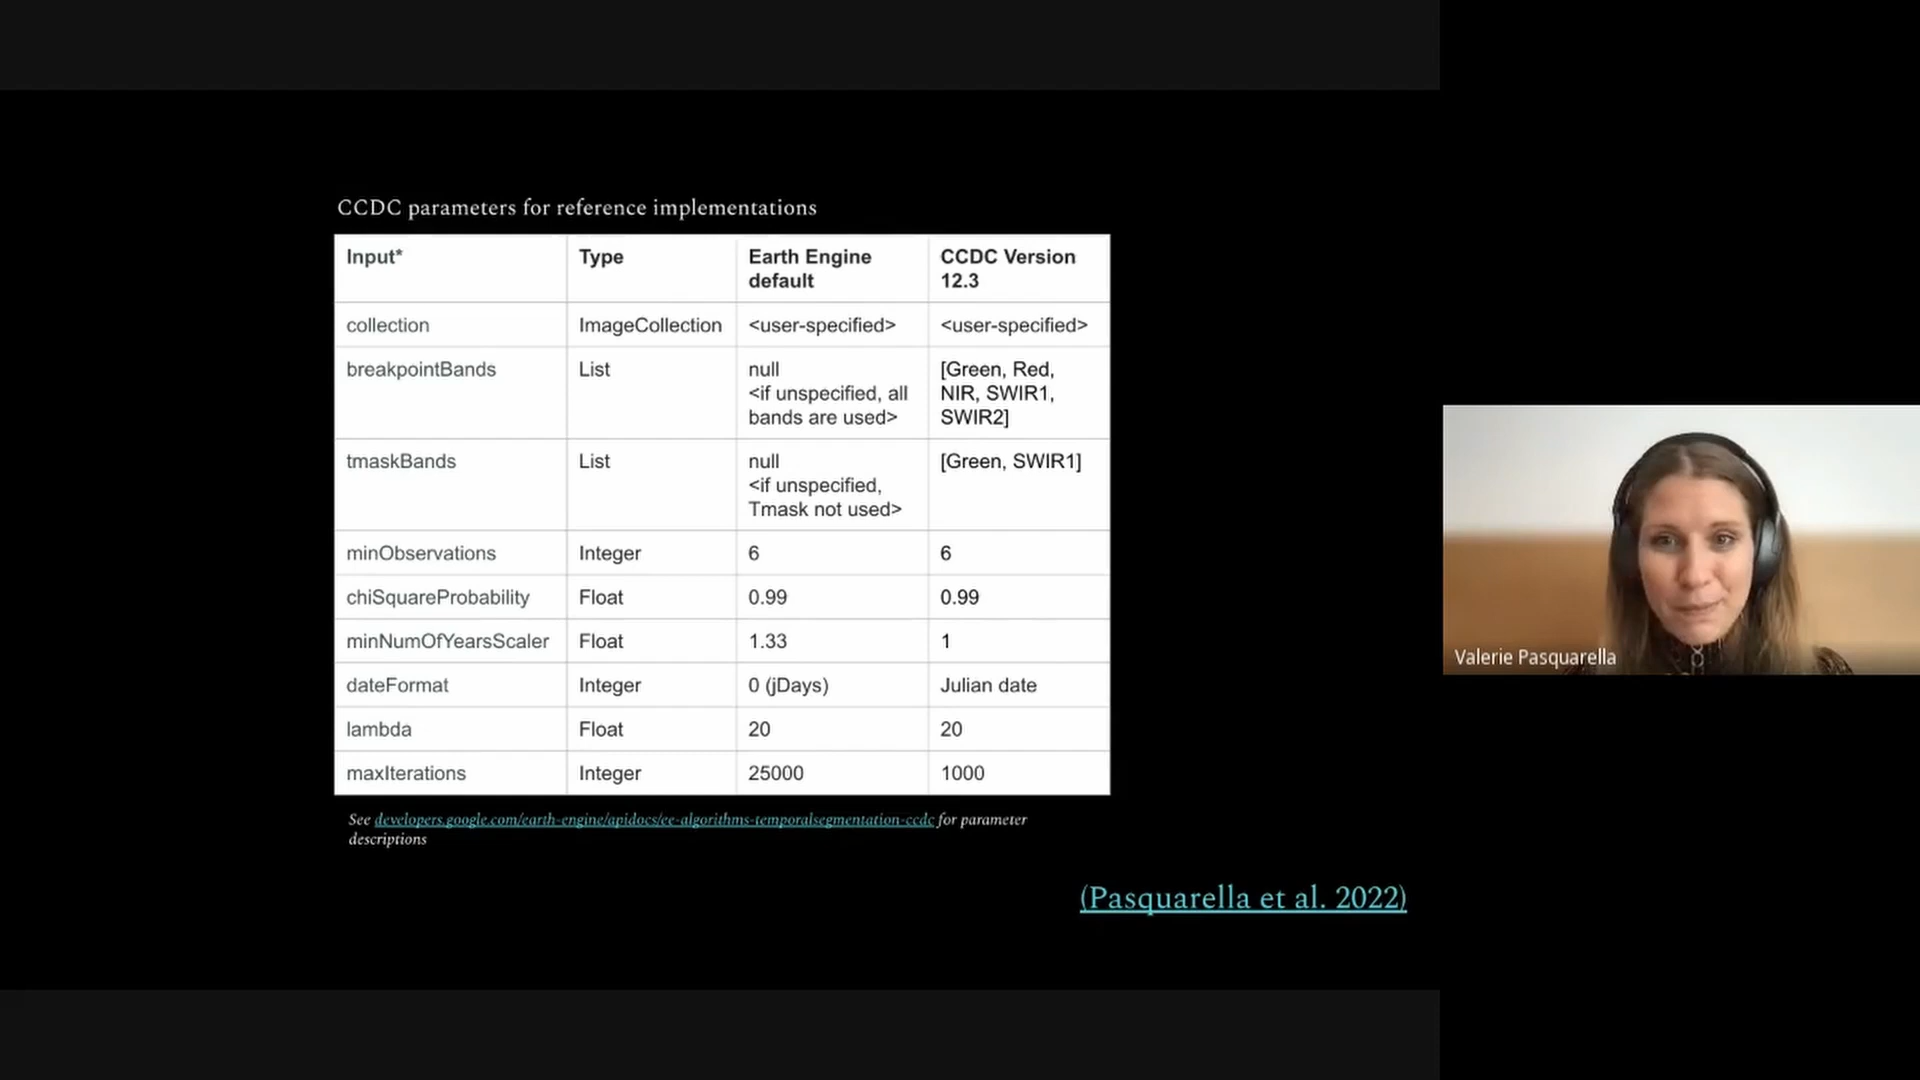 CCDC parameters for reference implementations
Input* Type Earth Engine default CCDC Version 12.3
collection ImageCollection <user-specified> <user-specified>
breakpointBands List null <if unspecified, all bands are used> [Green, Red, NIR, SWIR1, SWIR2]
tmaskBands List null <if unspecified, Tmask not used> [Green, SWIR1]
minObservations Integer 6 6
chiSquareProbability Float 0.99 0.99
minNumOfYearsScaler Float 1.33 1
dateFormat Integer 0 (jDays) Julian date
lambda Float 20 20
maxIterations Integer 25000 1000
See developers.google.com/earth-engine/apidocs/ee-algorithms-temporalsegmentation-ccdc for parameter
descriptions
(Pasquarella et al. 2022)
Valerie Pasquarella